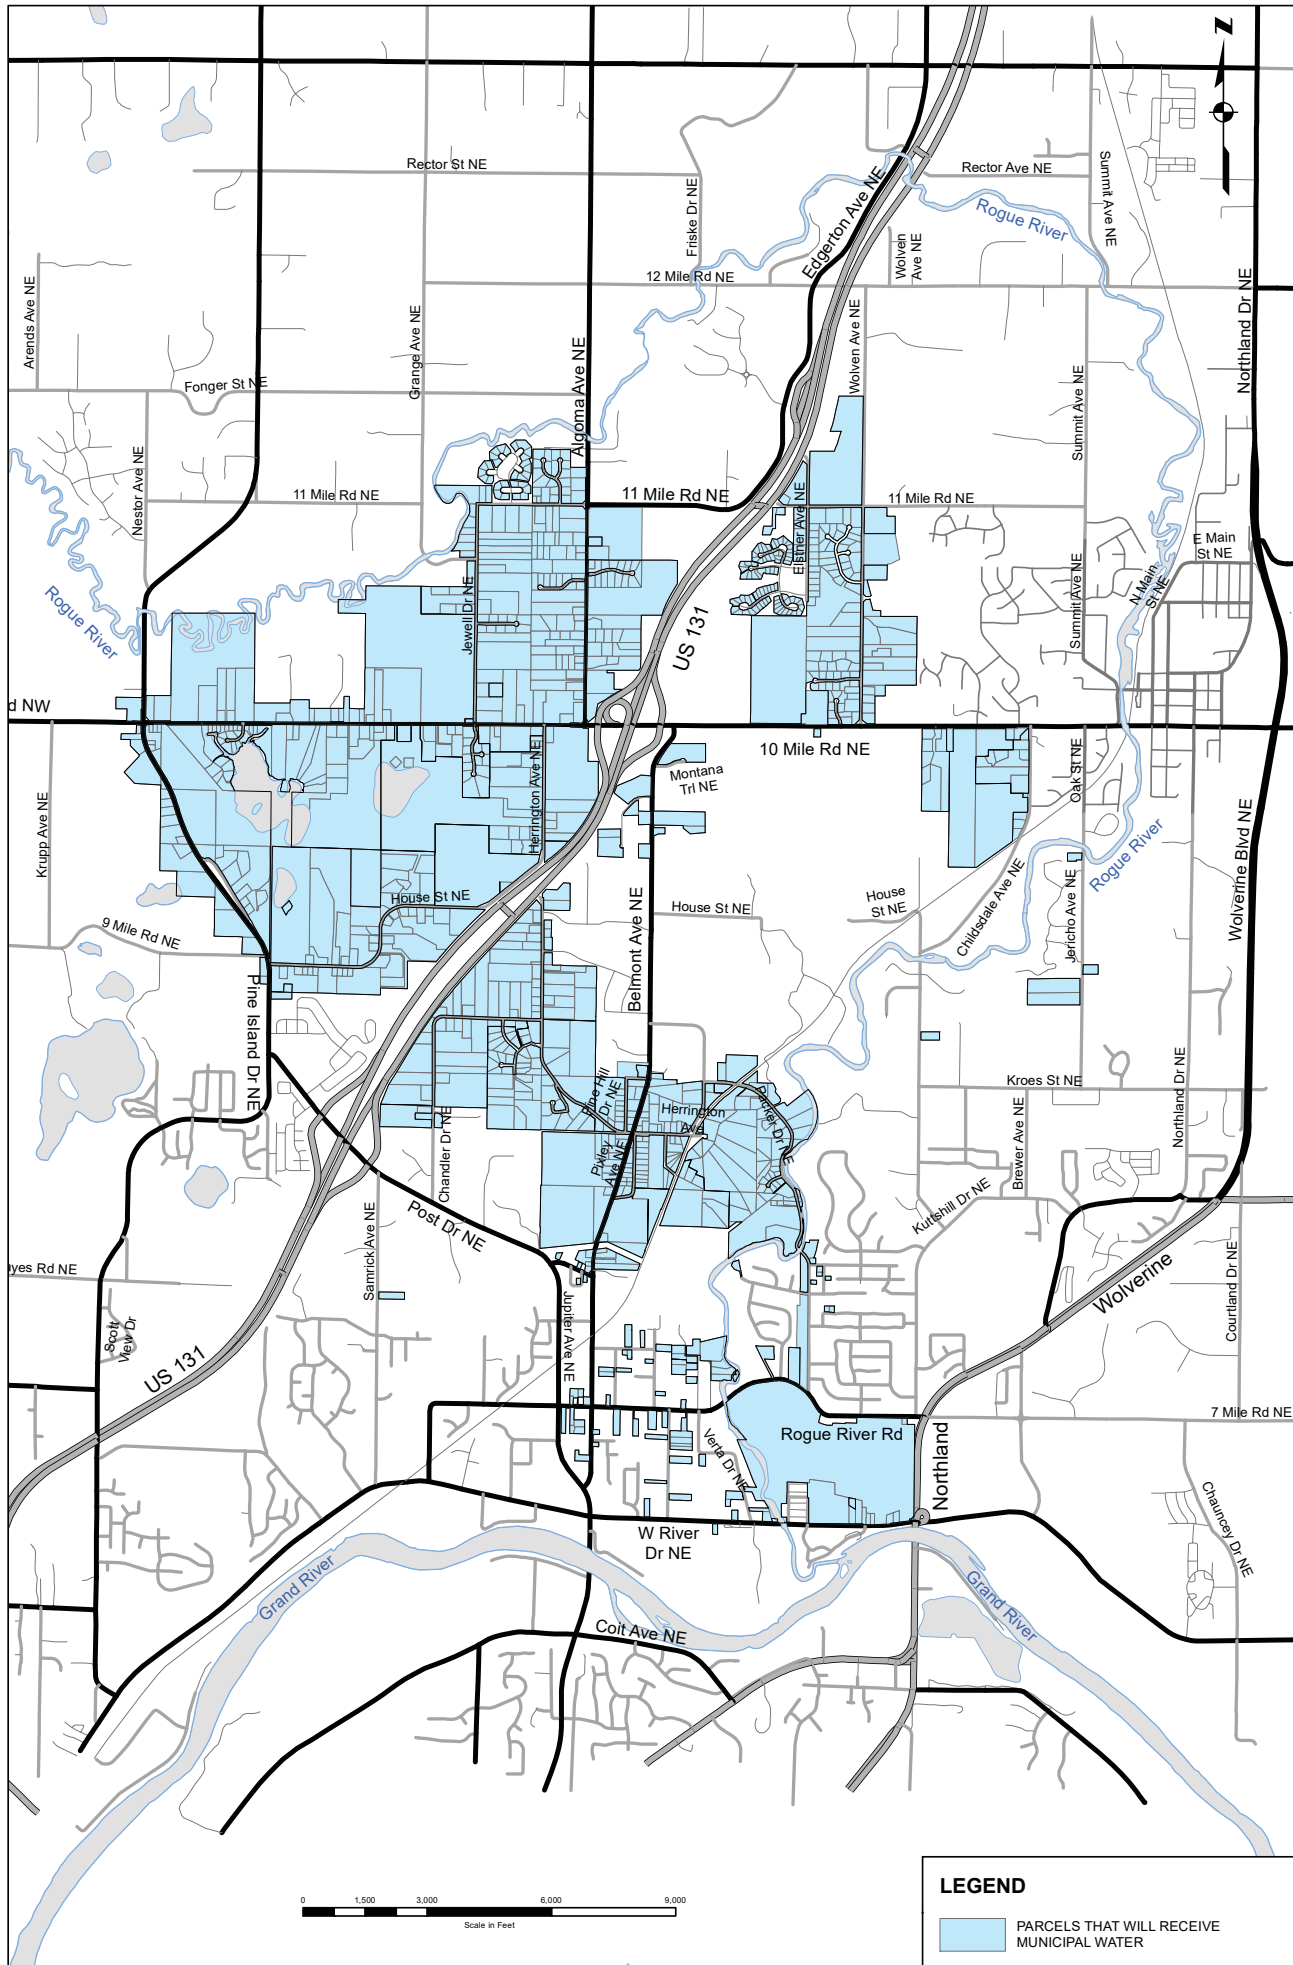 N
Rector St NE
Rector Ave NE
Summit Ave NE
Friske Dr NE
Edgerton Ave NE
Rogue River
Wolven
Ave NE
12 Mile Rd NE
Arends Ave NE
Grange Ave NE
Algoma Ave NE
Wolven Ave NE
Northland Dr NE
Fonger St NE
Summit Ave NE
Nestor Ave NE
11 Mile Rd NE
11 Mile Rd NE
11 Mile Rd NE
Elstner Ave NE
E Main
St NE
N Main
St NE
Rogue River
Jewell Dr NE
Summit Ave NE
US 131
d NW
10 Mile Rd NE
Montana
Trl NE
Oak St NE
Herrington Ave NE
Krupp Ave NE
Wolverine Blvd NE
Rogue River
House St NE
House St NE
House
St NE
Childsdale Ave NE
Jericho Ave NE
9 Mile Rd NE
Belmont Ave NE
Pine Island Dr NE
Kroes St NE
Pine Hill
Dr NE
Herrington
Ave
Packer Dr NE
Northland Dr NE
Chandler Dr NE
Pixley
Ave NE
Brewer Ave NE
Post Dr NE
Kuttshill Dr NE
Samrick Ave NE
yes Rd NE
Wolverine
Courtland Dr NE
Scott
View Dr
Jupiter Ave NE
US 131
7 Mile Rd NE
Rogue River Rd
Verta Dr NE
Northland
Chauncey Dr NE
W River
Dr NE
Grand River
Grand River
Coit Ave NE
0 1,500 3,000 6,000 9,000
Scale in Feet
LEGEND
PARCELS THAT WILL RECEIVE
MUNICIPAL WATER